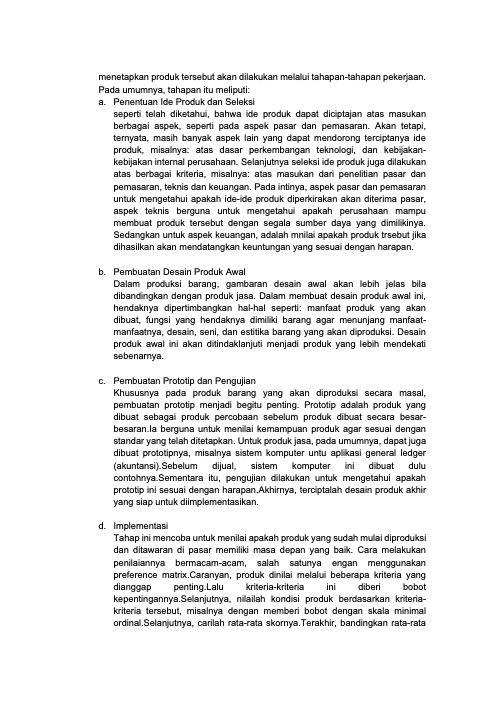 menetapkan produk tersebut akan dilakukan melalui tahapan-tahapan pekerjaan.
Pada umumnya, tahapan itu meliputi:
a. Penentuan Ide Produk dan Seleksi
seperti telah diketahui, bahwa ide produk dapat diciptajan atas masukan
berbagai aspek, seperti pada aspek pasar dan pemasaran. Akan tetapi,
ternyata, masih banyak aspek lain yang dapat mendorong terciptanya ide
produk, misalnya: atas dasar perkembangan teknologi, dan kebijakan-
kebijakan internal perusahaan. Selanjutnya seleksi ide produk juga dilakukan
atas berbagai kriteria, misalnya: atas masukan dari penelitian pasar dan
pemasaran, teknis dan keuangan. Pada intinya, aspek pasar dan pemasaran
untuk mengetahui apakah ide-ide produk diperkirakan akan diterima pasar,
aspek teknis berguna untuk mengetahui apakah perusahaan mampu
membuat produk tersebut dengan segala sumber daya yang dimilikinya.
Sedangkan untuk aspek keuangan, adalah mnilai apakah produk trsebut jika
dihasilkan akan mendatangkan keuntungan yang sesuai dengan harapan.
b. Pembuatan Desain Produk Awal
Dalam produksi barang, gambaran desain awal akan lebih jelas bila
dibandingkan dengan produk jasa. Dalam membuat desain produk awal ini,
hendaknya dipertimbangkan hal-hal seperti: manfaat produk yang akan
dibuat, fungsi yang hendaknya dimiliki barang agar menunjang manfaat-
manfaatnya, desain, seni, dan estitika barang yang akan diproduksi. Desain
produk awal ini akan ditindaklanjuti menjadi produk yang lebih mendekati
sebenarnya.
c. Pembuatan Prototip dan Pengujian
Khususnya pada produk barang yang akan diproduksi secara masal,
pembuatan prototip menjadi begitu penting. Prototip adalah produk yang
dibuat sebagai produk percobaan sebelum produk dibuat secara besar-
besaran.Ia berguna untuk menilai kemampuan produk agar sesuai dengan
standar yang telah ditetapkan. Untuk produk jasa, pada umumnya, dapat juga
dibuat prototipnya, misalnya sistem komputer untu aplikasi general ledger
(akuntansi).Sebelum dijual, sistem komputer ini dibuat dulu
contohnya.Sementara itu, pengujian dilakukan untuk mengetahui apakah
prototip ini sesuai dengan harapan.Akhirnya, terciptalah desain produk akhir
yang siap untuk diimplementasikan.
d. Implementasi
Tahap ini mencoba untuk menilai apakah produk yang sudah mulai diproduksi
dan ditawaran di pasar memiliki masa depan yang baik. Cara melakukan
penilaiannya bermacam-acam, salah satunya engan menggunakan
preference matrix.Caranyan, produk dinilai melalui beberapa kriteria yang
dianggap penting.Lalu kriteria-kriteria ini diberi bobot
kepentingannya.Selanjutnya, nilailah kondisi produk berdasarkan kriteria-
kriteria tersebut, misalnya dengan memberi bobot dengan skala minimal
ordinal.Selanjutnya, carilah rata-rata skornya.Terakhir, bandingkan rata-rata